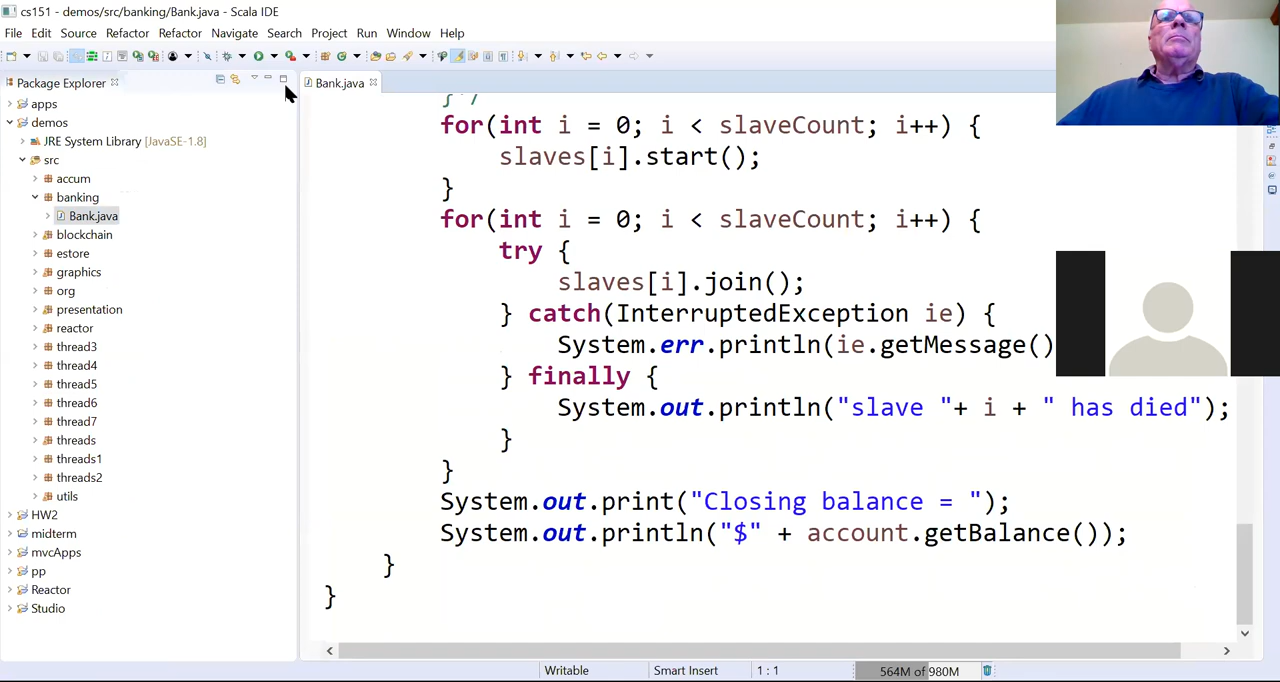 cs151 - demos/src/banking/Bank.java - Scala IDE
File Edit Source Refactor Refactor Navigate Search Project Run Window Help
Package Explorer
Bank.java
apps
demos
JRE System Library [JavaSE-1.8]
src
accum
banking
Bank.java
blockchain
estore
graphics
org
presentation
reactor
thread3
thread4
thread5
thread6
thread7
threads
threads1
threads2
utils
HW2
midterm
mvcApps
pp
Reactor
Studio
}*/
for(int i = 0; i < slaveCount; i++) {
slaves[i].start();
}
for(int i = 0; i < slaveCount; i++) {
try {
slaves[i].join();
} catch(InterruptedException ie) {
System.err.println(ie.getMessage()
} finally {
System.out.println("slave "+ i + " has died");
}
}
System.out.print("Closing balance = ");
System.out.println("$" + account.getBalance());
}
}
Writable Smart Insert 1 : 1 564M of 980M